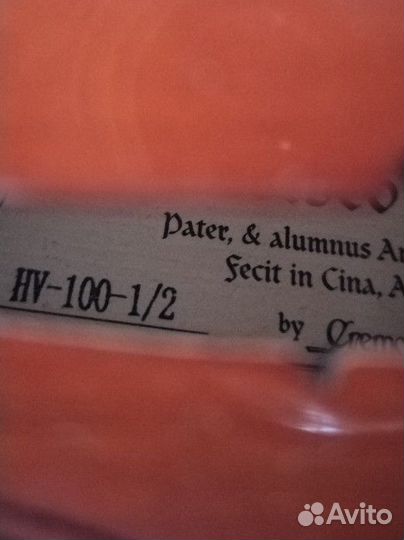 Pater, & alumnus
Fecit in Cina,
HV-100-1/2
by
Avito